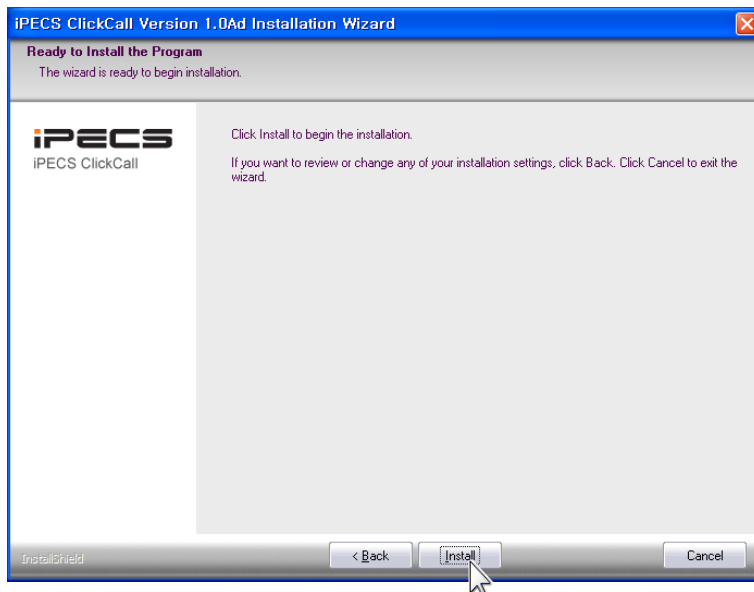 iPECS ClickCall Version 1.0Ad Installation Wizard
Ready to Install the Program
The wizard is ready to begin installation.
iPECS
iPECS ClickCall
Click Install to begin the installation.
If you want to review or change any of your installation settings, click Back. Click Cancel to exit the
wizard.
InstallShield
< Back
Install
Cancel